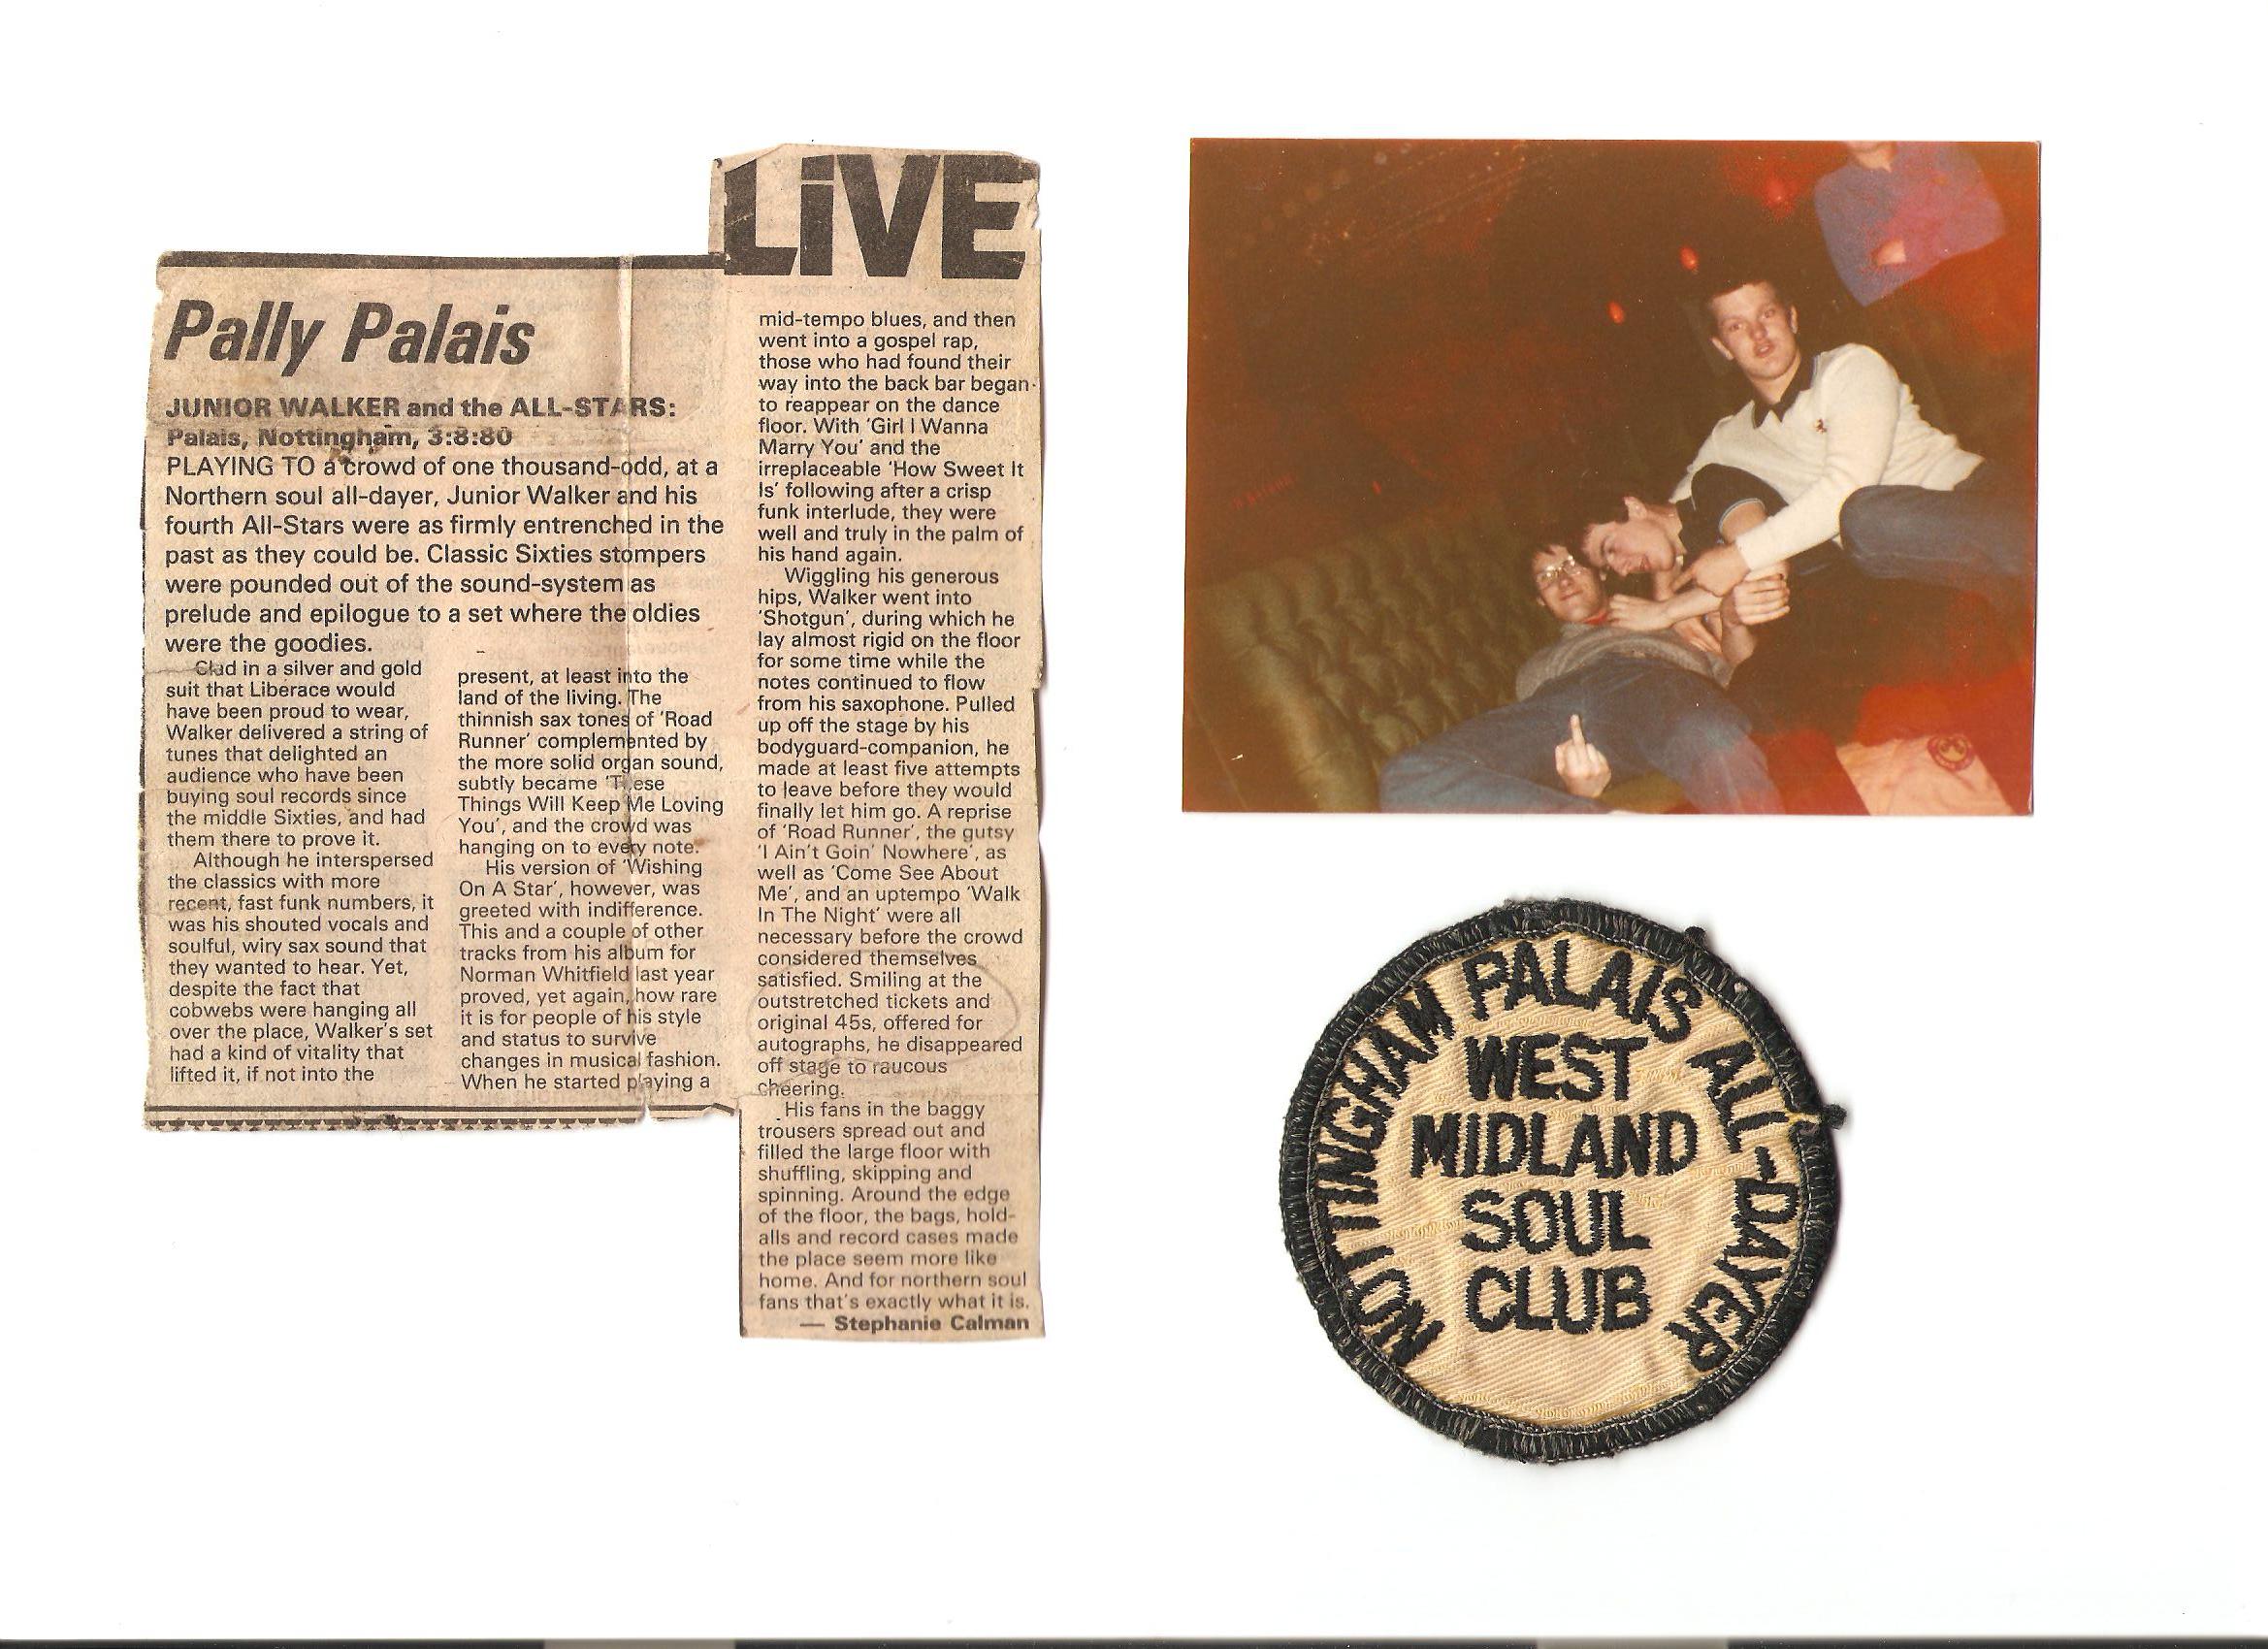 LiVE
Pally Palais
JUNIOR WALKER and the ALL-STARS:
Palais, Nottingham, 3:8:80
PLAYING TO a crowd of one thousand-odd, at a
Northern soul all-dayer, Junior Walker and his
fourth All-Stars were as firmly entrenched in the
past as they could be. Classic Sixties stompers
were pounded out of the sound-system as
prelude and epilogue to a set where the oldies
were the goodies.
Clad in a silver and gold
suit that Liberace would
have been proud to wear,
Walker delivered a string of
tunes that delighted an
audience who have been
buying soul records since
the middle Sixties, and had
them there to prove it.
Although he interspersed
the classics with more
recent, fast funk numbers, it
was his shouted vocals and
soulful, wiry sax sound that
they wanted to hear. Yet,
despite the fact that
cobwebs were hanging all
over the place, Walker's set
had a kind of vitality that
lifted it, if not into the
present, at least into the
land of the living. The
thinnish sax tones of 'Road
Runner' complemented by
the more solid organ sound,
subtly became 'These
Things Will Keep Me Loving
You', and the crowd was
hanging on to every note.
His version of 'Wishing
On A Star', however, was
greeted with indifference.
This and a couple of other
tracks from his album for
Norman Whitfield last year
proved, yet again, how rare
it is for people of his style
and status to survive
changes in musical fashion.
When he started playing a
mid-tempo blues, and then
went into a gospel rap,
those who had found their
way into the back bar began
to reappear on the dance
floor. With 'Girl I Wanna
Marry You' and the
irreplaceable 'How Sweet It
Is' following after a crisp
funk interlude, they were
well and truly in the palm of
his hand again.
Wiggling his generous
hips, Walker went into
'Shotgun', during which he
lay almost rigid on the floor
for some time while the
notes continued to flow
from his saxophone. Pulled
up off the stage by his
bodyguard-companion, he
made at least five attempts
to leave before they would
finally let him go. A reprise
of 'Road Runner', the gutsy
'I Ain't Goin' Nowhere', as
well as 'Come See About
Me', and an uptempo 'Walk
In The Night' were all
necessary before the crowd
considered themselves
satisfied. Smiling at the
outstretched tickets and
original 45s, offered for
autographs, he disappeared
off stage to raucous
cheering.
His fans in the baggy
trousers spread out and
filled the large floor with
shuffling, skipping and
spinning. Around the edge
of the floor, the bags, hold-
alls and record cases made
the place seem more like
home. And for northern soul
fans that's exactly what it is.
— Stephanie Calman
NOTTINGHAM PALAIS ALL-DAYER
WEST
MIDLAND
SOUL
CLUB